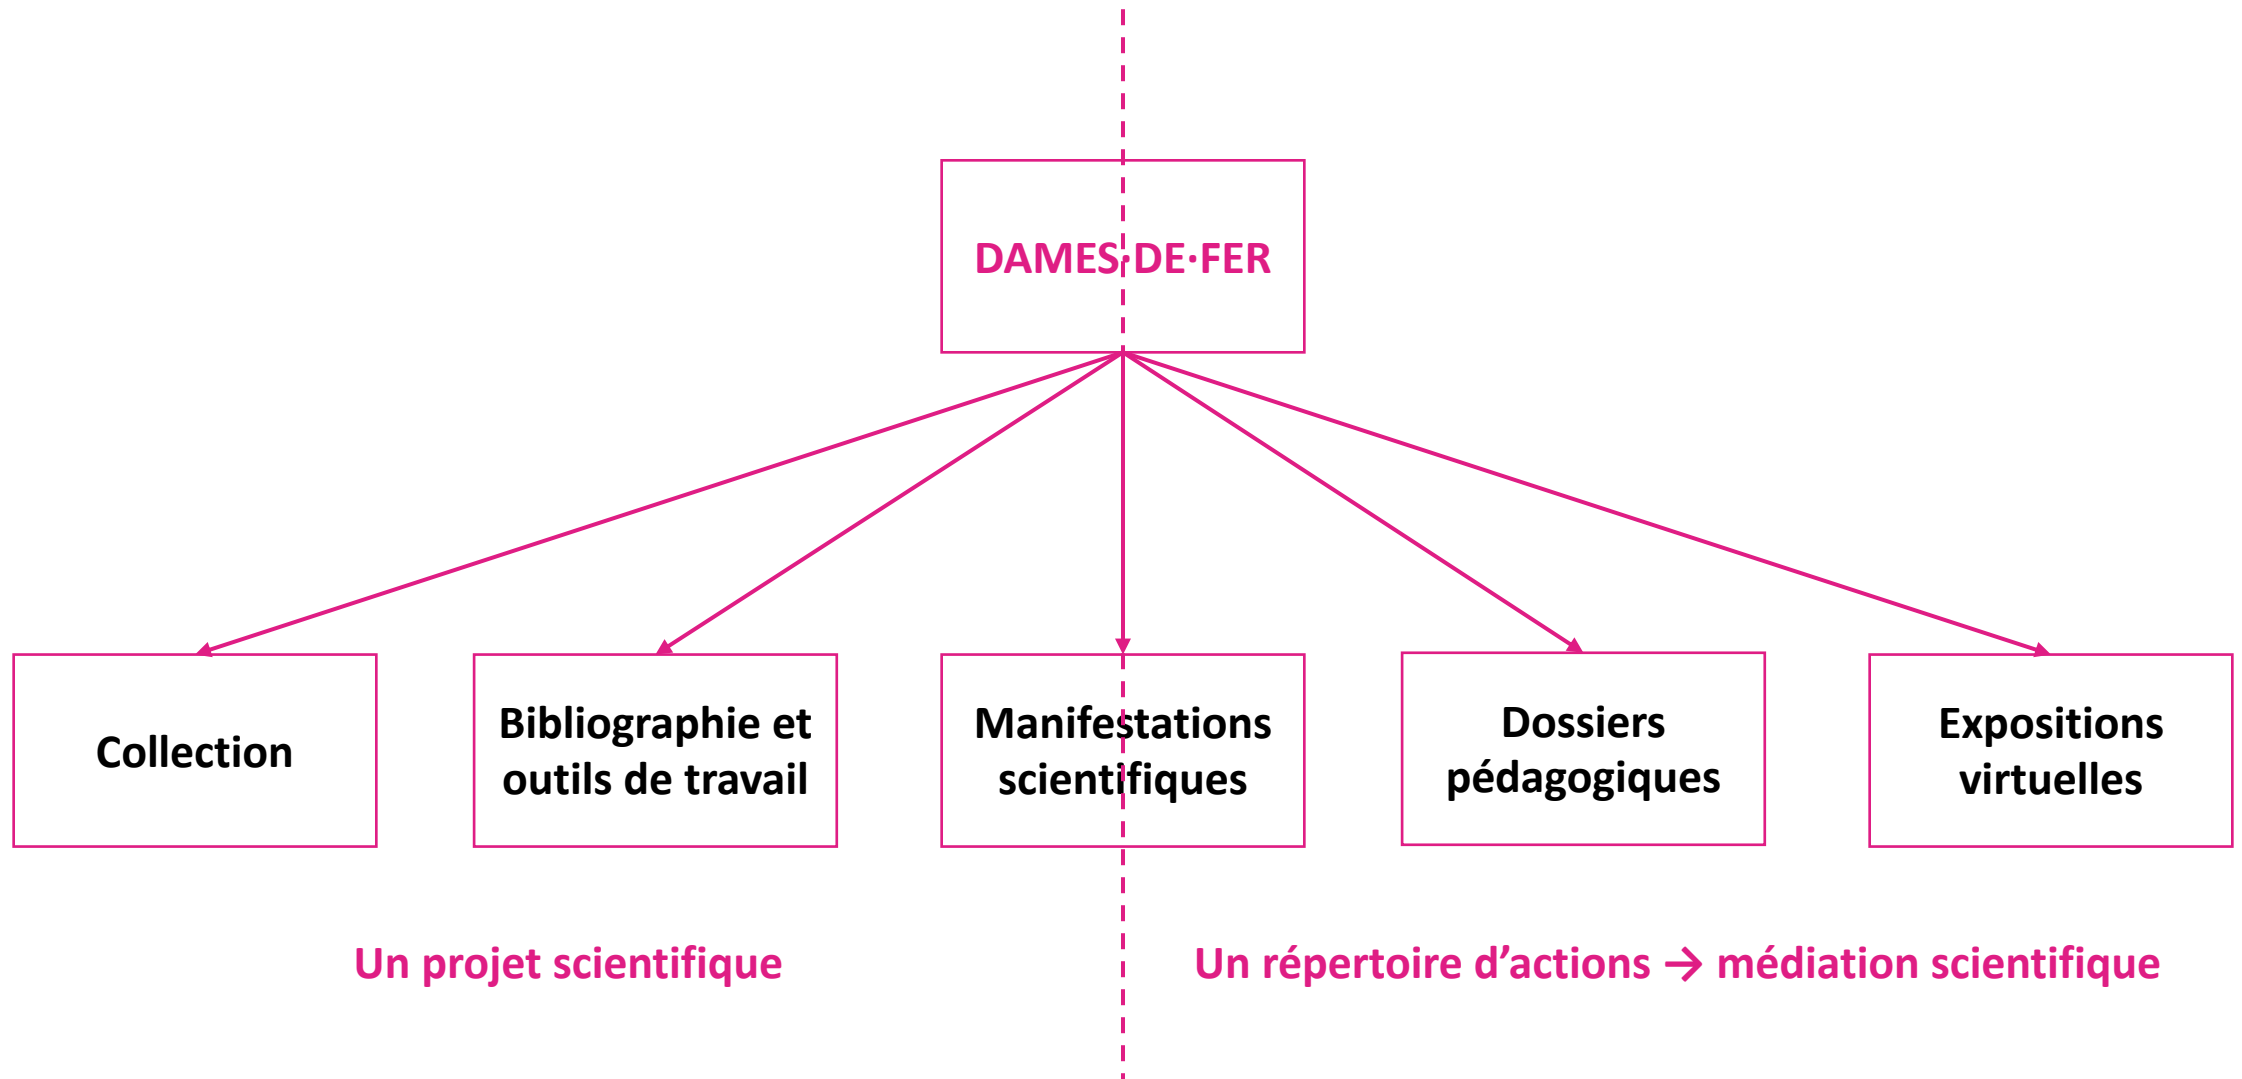 DAMES·DE·FER
Collection
Bibliographie et
outils de travail
Manifestations
scientifiques
Dossiers
pédagogiques
Expositions
virtuelles
Un projet scientifique
Un répertoire d’actions → médiation scientifique